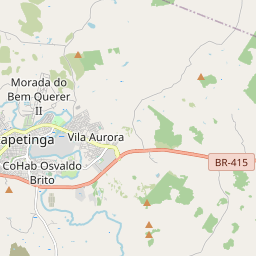 Morada do
Bem Querer
II
apetinga
Vila Aurora
CoHab Osvaldo
Brito
BR-415